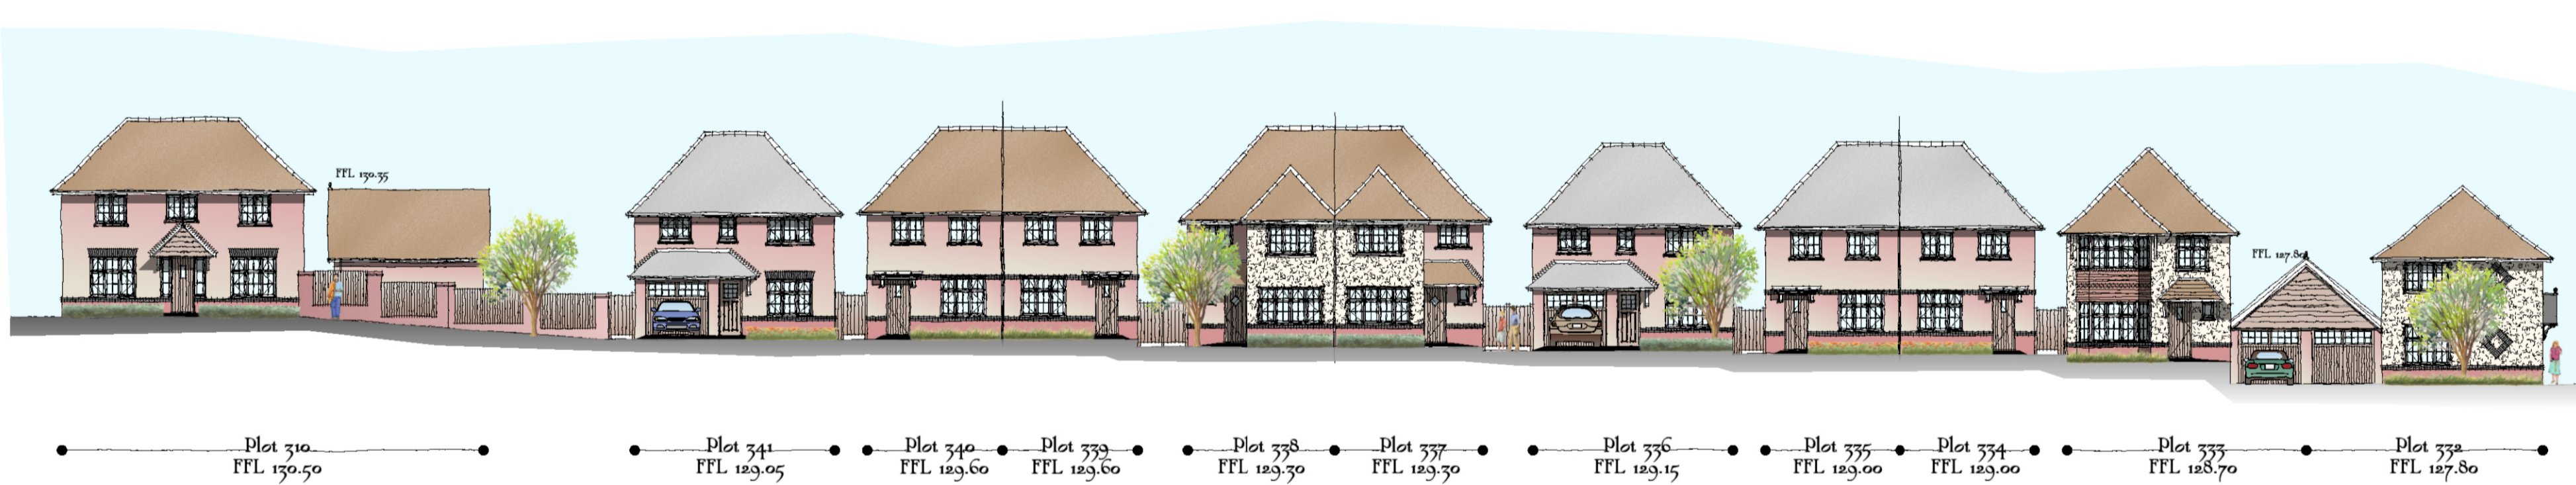 FFL 130.35
FFL 127.80
Plot 310
FFL 130.50
Plot 341
FFL 129.05
Plot 340
FFL 129.60
Plot 339
FFL 129.60
Plot 338
FFL 129.30
Plot 337
FFL 129.30
Plot 336
FFL 129.15
Plot 335
FFL 129.00
Plot 334
FFL 129.00
Plot 333
FFL 128.70
Plot 332
FFL 127.80